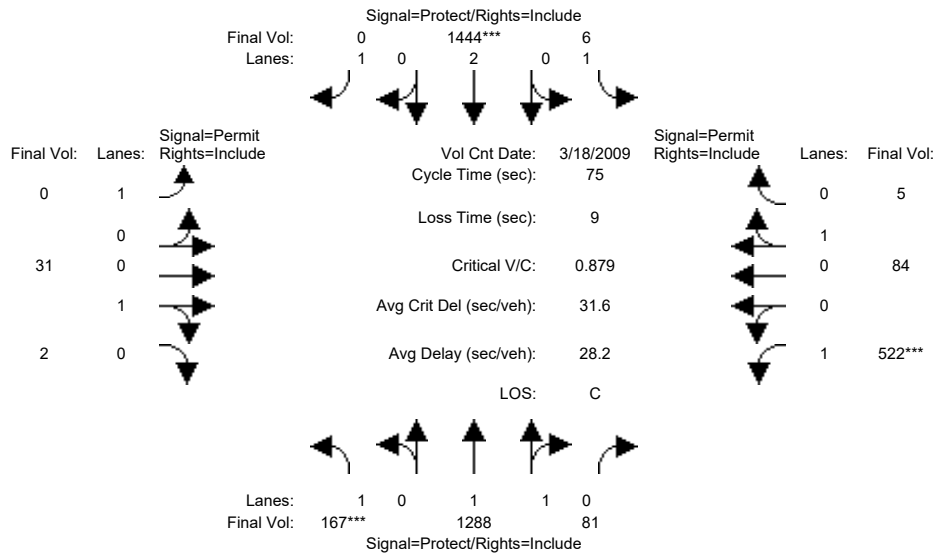 Signal=Protect/Rights=Include
Final Vol: 0 1444*** 6
Lanes: 1 0 2 0 1
Signal=Permit
Final Vol: Lanes: Rights=Include
Vol Cnt Date: 3/18/2009
Signal=Permit
Rights=Include Lanes: Final Vol:
Cycle Time (sec): 75
0 1
0 5
Loss Time (sec): 9
0
1
31 0
Critical V/C: 0.879
0 84
1
Avg Crit Del (sec/veh): 31.6
0
2 0
Avg Delay (sec/veh): 28.2
1 522***
LOS: C
Lanes: 1 0 1 1 0
Final Vol: 167*** 1288 81
Signal=Protect/Rights=Include